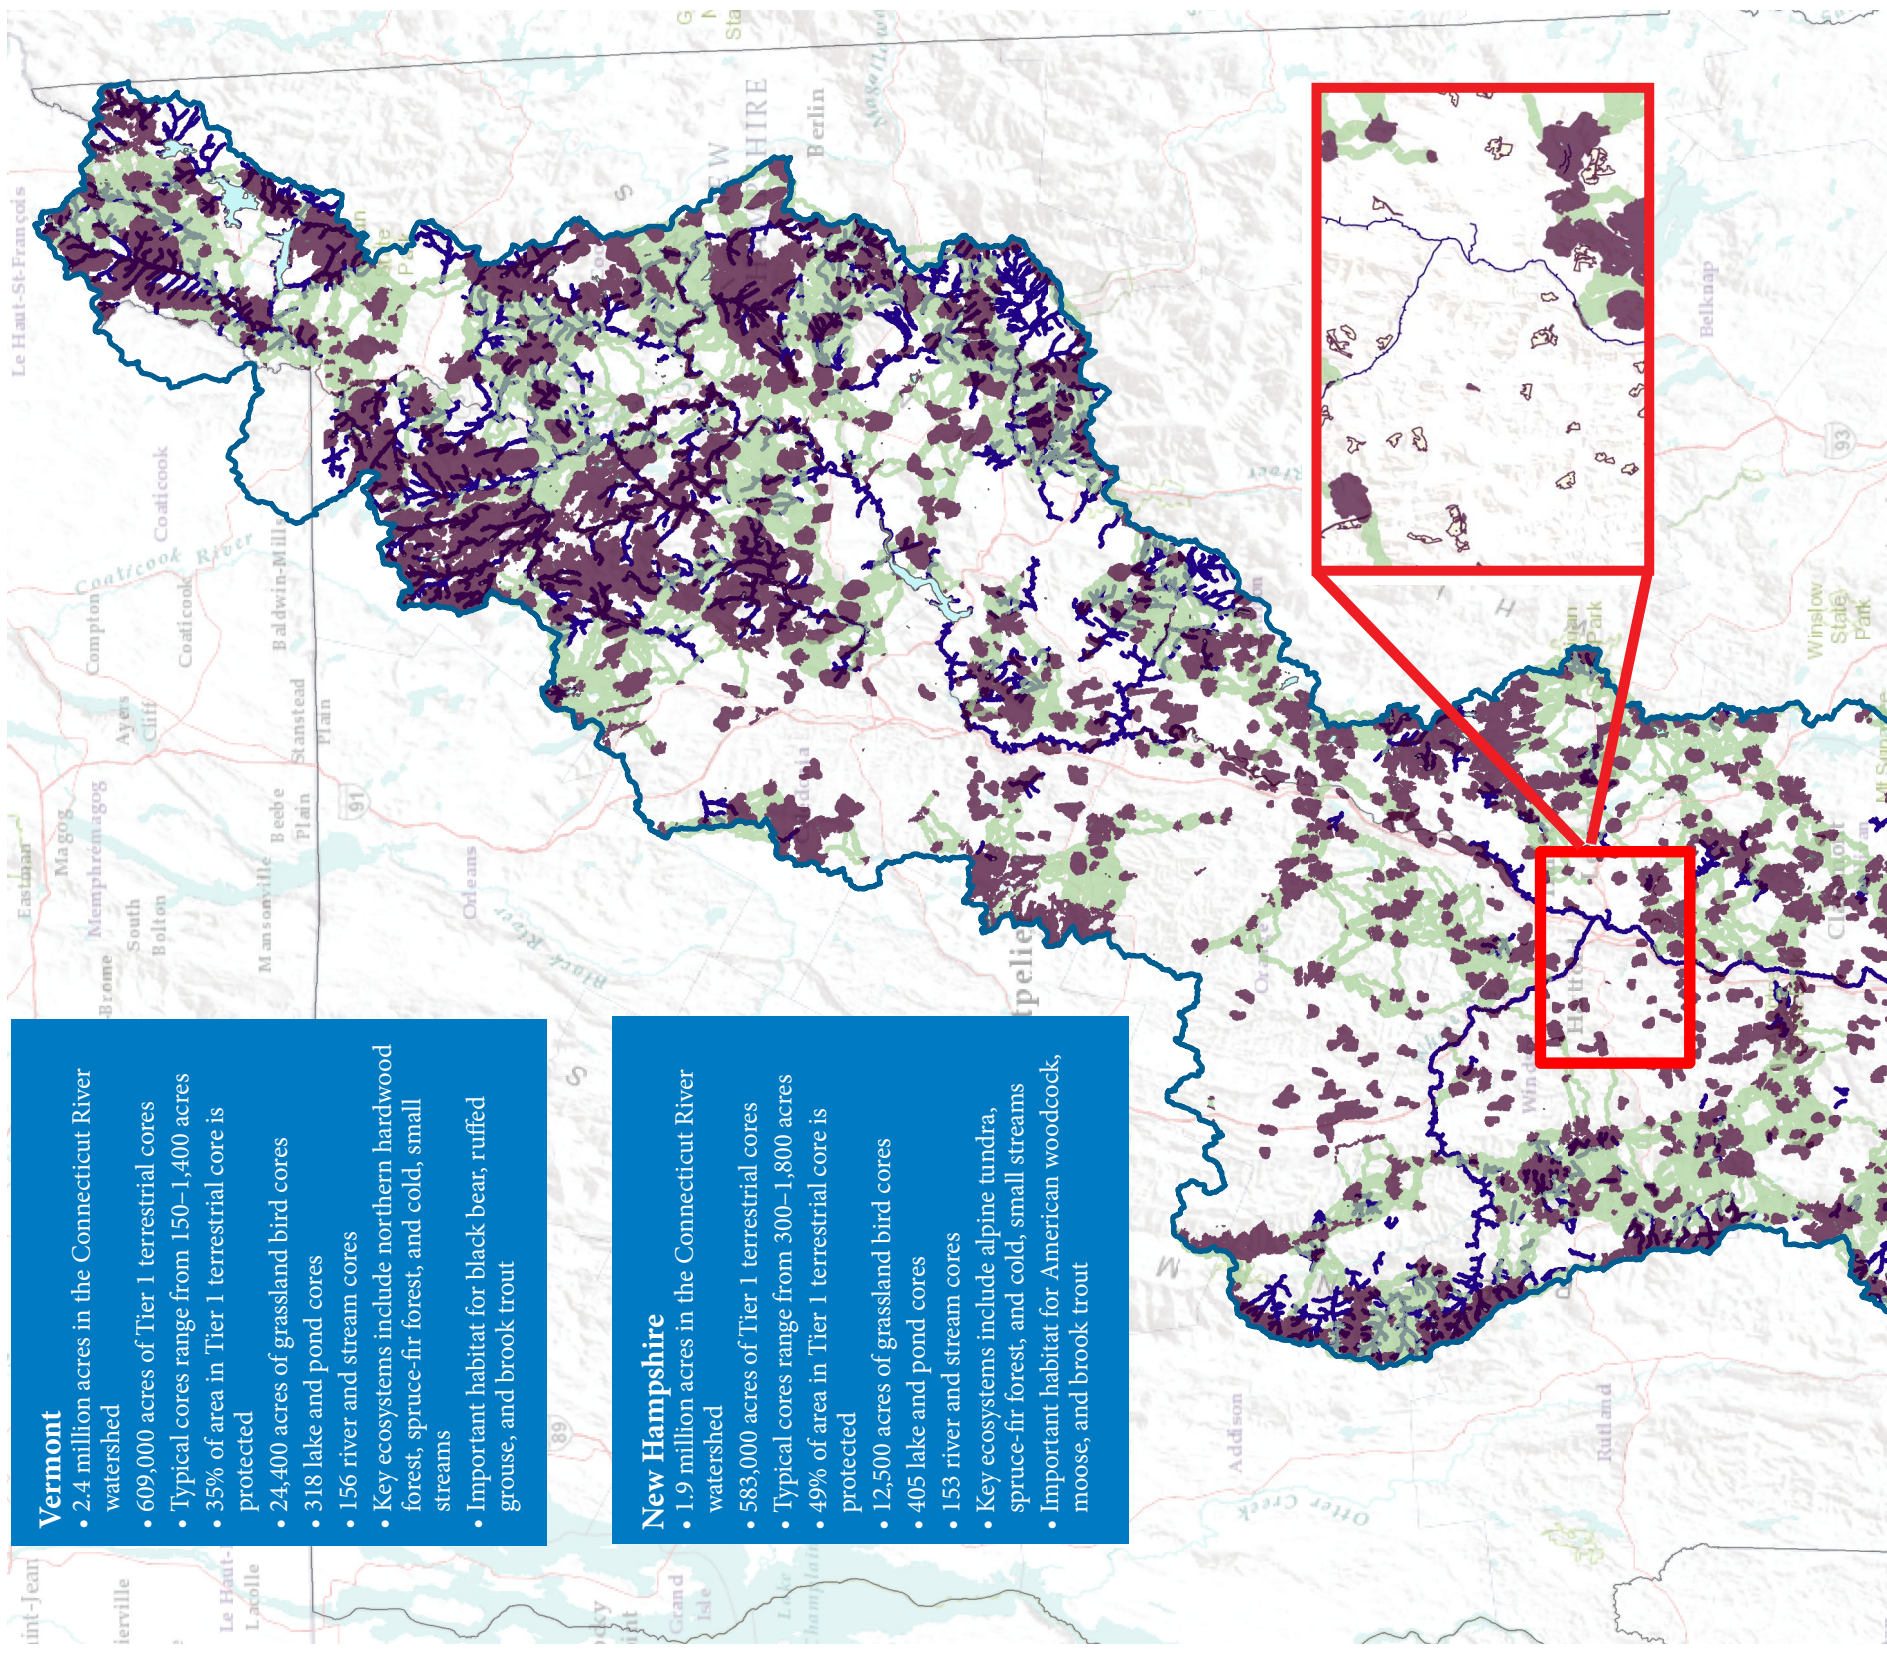 Vermont
• 2.4 million acres in the Connecticut River
watershed
• 609,000 acres of Tier 1 terrestrial cores
• Typical cores range from 150–1,400 acres
• 35% of area in Tier 1 terrestrial core is
protected
• 24,400 acres of grassland bird cores
• 318 lake and pond cores
• 156 river and stream cores
• Key ecosystems include northern hardwood
forest, spruce-fir forest, and cold, small
streams
• Important habitat for black bear, ruffed
grouse, and brook trout
New Hampshire
• 1.9 million acres in the Connecticut River
watershed
• 583,000 acres of Tier 1 terrestrial cores
• Typical cores range from 300–1,800 acres
• 49% of area in Tier 1 terrestrial core is
protected
• 12,500 acres of grassland bird cores
• 405 lake and pond cores
• 153 river and stream cores
• Key ecosystems include alpine tundra,
spruce-fir forest, and cold, small streams
• Important habitat for American woodcock,
moose, and brook trout
Le Haut-St-François
Coaticook
Coaticook River
Compton
Coaticook
Baldwin-Mills
Ayers
Cliff
Stanstead
Plain
Magog
Memphremagog
Eastman
South
Bolton
Beebe
Plain
Mansonville
Brome
91
Orleans
Black River
Lacolle
Grand
Isle
Lake
Champlain
89
Addison
Otter Creek
Rutland
Berlin
Belknap
93
Winslow
State
Park
River